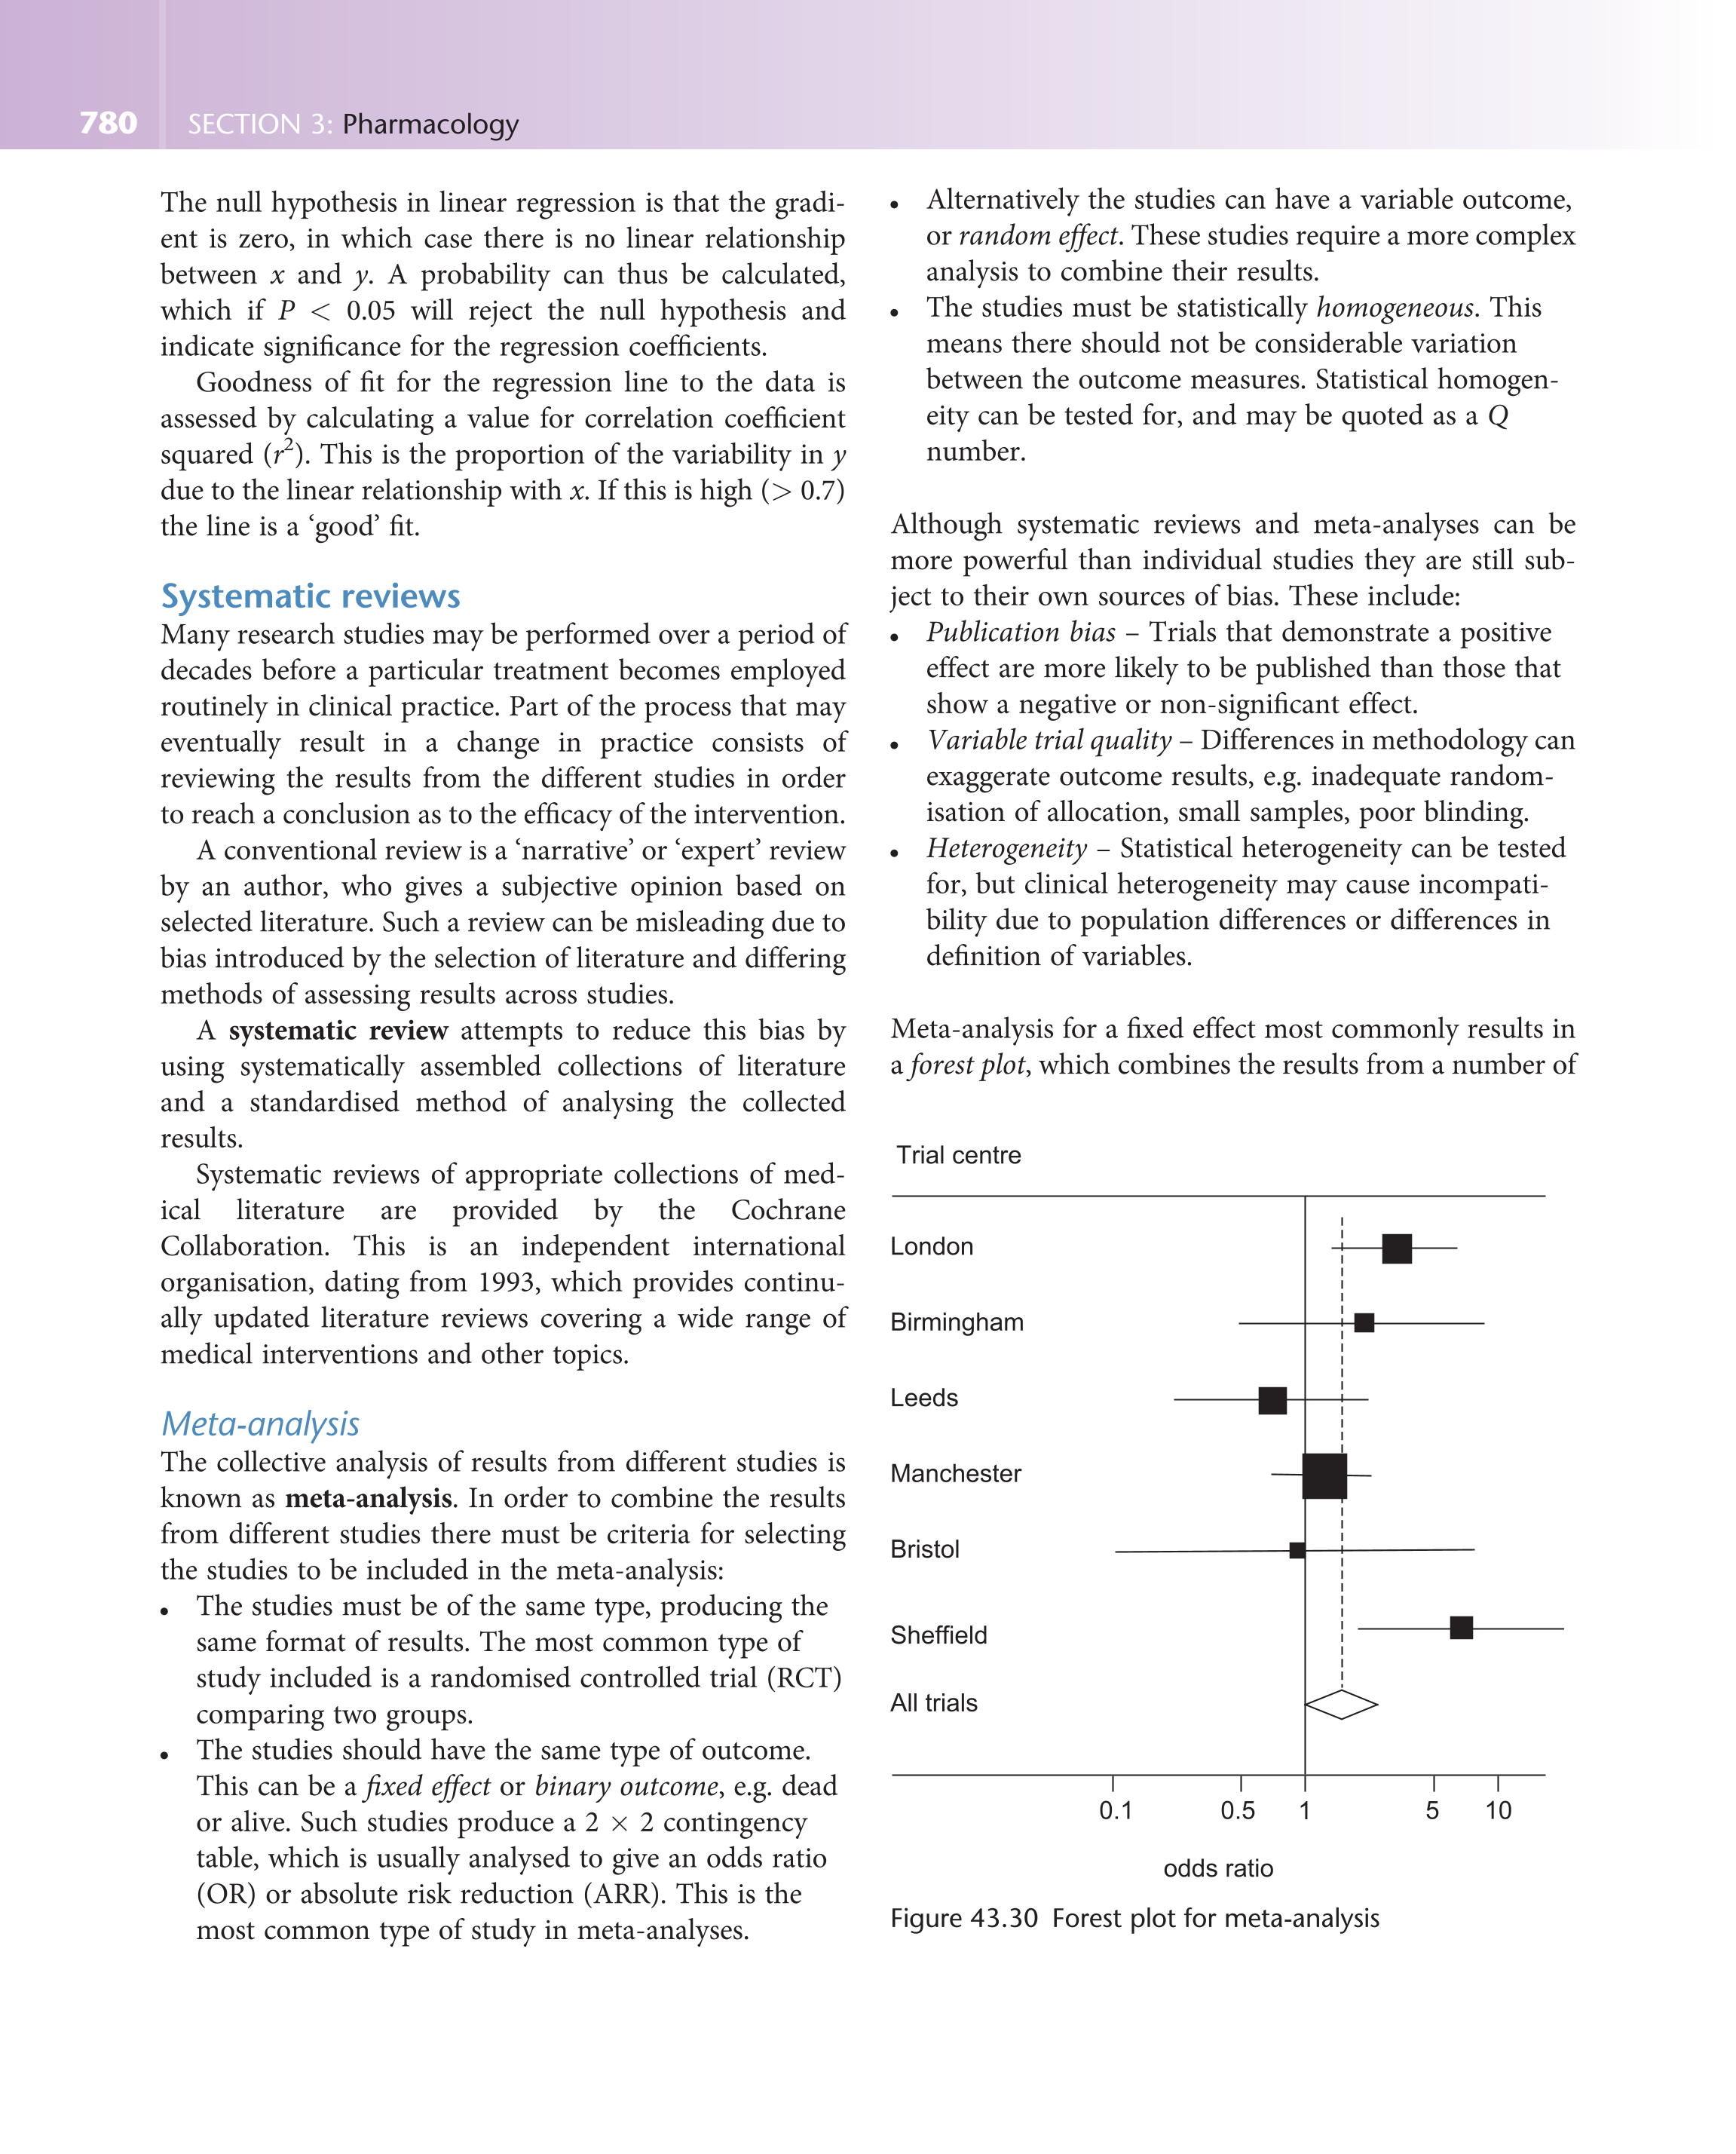 780 SECTION 3: Pharmacology
The null hypothesis in linear regression is that the gradi-
ent is zero, in which case there is no linear relationship
between x and y. A probability can thus be calculated,
which if P < 0.05 will reject the null hypothesis and
indicate significance for the regression coefficients.
Goodness of fit for the regression line to the data is
assessed by calculating a value for correlation coefficient
squared (r²). This is the proportion of the variability in y
due to the linear relationship with x. If this is high (> 0.7)
the line is a ‘good’ fit.
Systematic reviews
Many research studies may be performed over a period of
decades before a particular treatment becomes employed
routinely in clinical practice. Part of the process that may
eventually result in a change in practice consists of
reviewing the results from the different studies in order
to reach a conclusion as to the efficacy of the intervention.
A conventional review is a ‘narrative’ or ‘expert’ review
by an author, who gives a subjective opinion based on
selected literature. Such a review can be misleading due to
bias introduced by the selection of literature and differing
methods of assessing results across studies.
A systematic review attempts to reduce this bias by
using systematically assembled collections of literature
and a standardised method of analysing the collected
results.
Systematic reviews of appropriate collections of med-
ical literature are provided by the Cochrane
Collaboration. This is an independent international
organisation, dating from 1993, which provides continu-
ally updated literature reviews covering a wide range of
medical interventions and other topics.
Meta-analysis
The collective analysis of results from different studies is
known as meta-analysis. In order to combine the results
from different studies there must be criteria for selecting
the studies to be included in the meta-analysis:
• The studies must be of the same type, producing the
same format of results. The most common type of
study included is a randomised controlled trial (RCT)
comparing two groups.
• The studies should have the same type of outcome.
This can be a fixed effect or binary outcome, e.g. dead
or alive. Such studies produce a 2 × 2 contingency
table, which is usually analysed to give an odds ratio
(OR) or absolute risk reduction (ARR). This is the
most common type of study in meta-analyses.
• Alternatively the studies can have a variable outcome,
or random effect. These studies require a more complex
analysis to combine their results.
• The studies must be statistically homogeneous. This
means there should not be considerable variation
between the outcome measures. Statistical homogen-
eity can be tested for, and may be quoted as a Q
number.
Although systematic reviews and meta-analyses can be
more powerful than individual studies they are still sub-
ject to their own sources of bias. These include:
• Publication bias – Trials that demonstrate a positive
effect are more likely to be published than those that
show a negative or non-significant effect.
• Variable trial quality – Differences in methodology can
exaggerate outcome results, e.g. inadequate random-
isation of allocation, small samples, poor blinding.
• Heterogeneity – Statistical heterogeneity can be tested
for, but clinical heterogeneity may cause incompati-
bility due to population differences or differences in
definition of variables.
Meta-analysis for a fixed effect most commonly results in
a forest plot, which combines the results from a number of
Trial centre
London
Birmingham
Leeds
Manchester
Bristol
Sheffield
All trials
0.1 0.5 1 5 10
odds ratio
Figure 43.30 Forest plot for meta-analysis